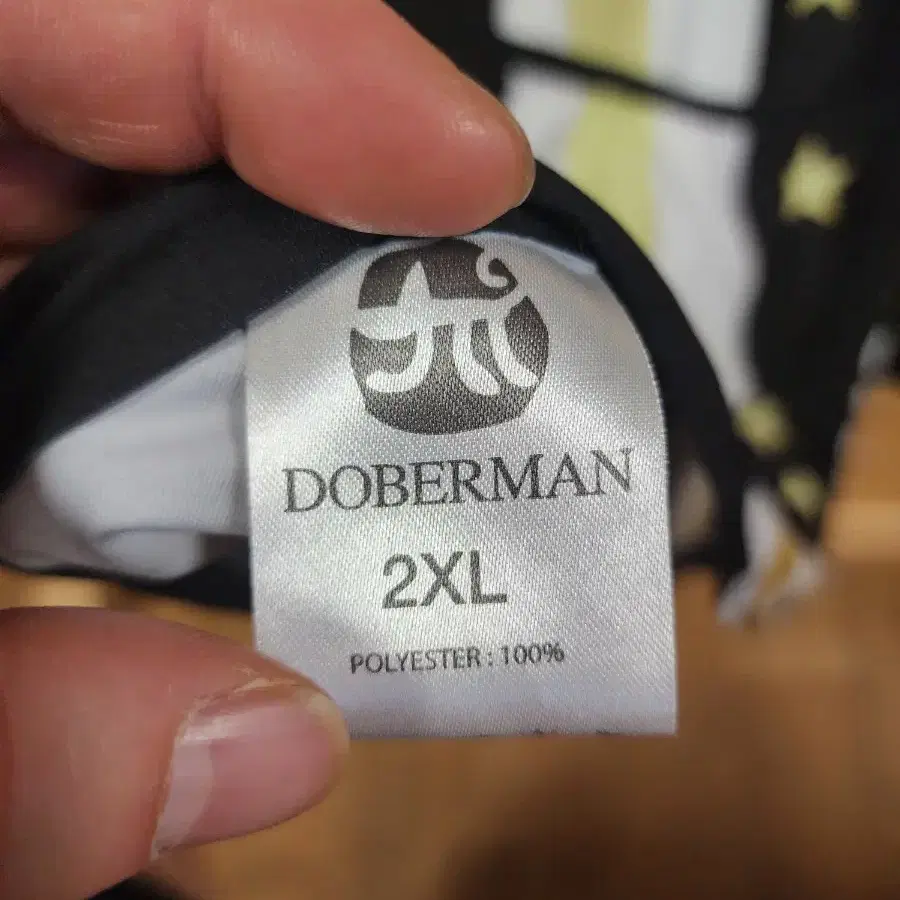 DOBERMAN
2XL
POLYESTER : 100%